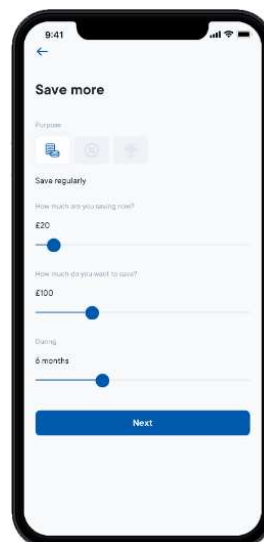 9:41
Save more
Purpose
Save regularly
How much are you saving now?
£20
How much do you want to save?
£100
During
6 months
Next